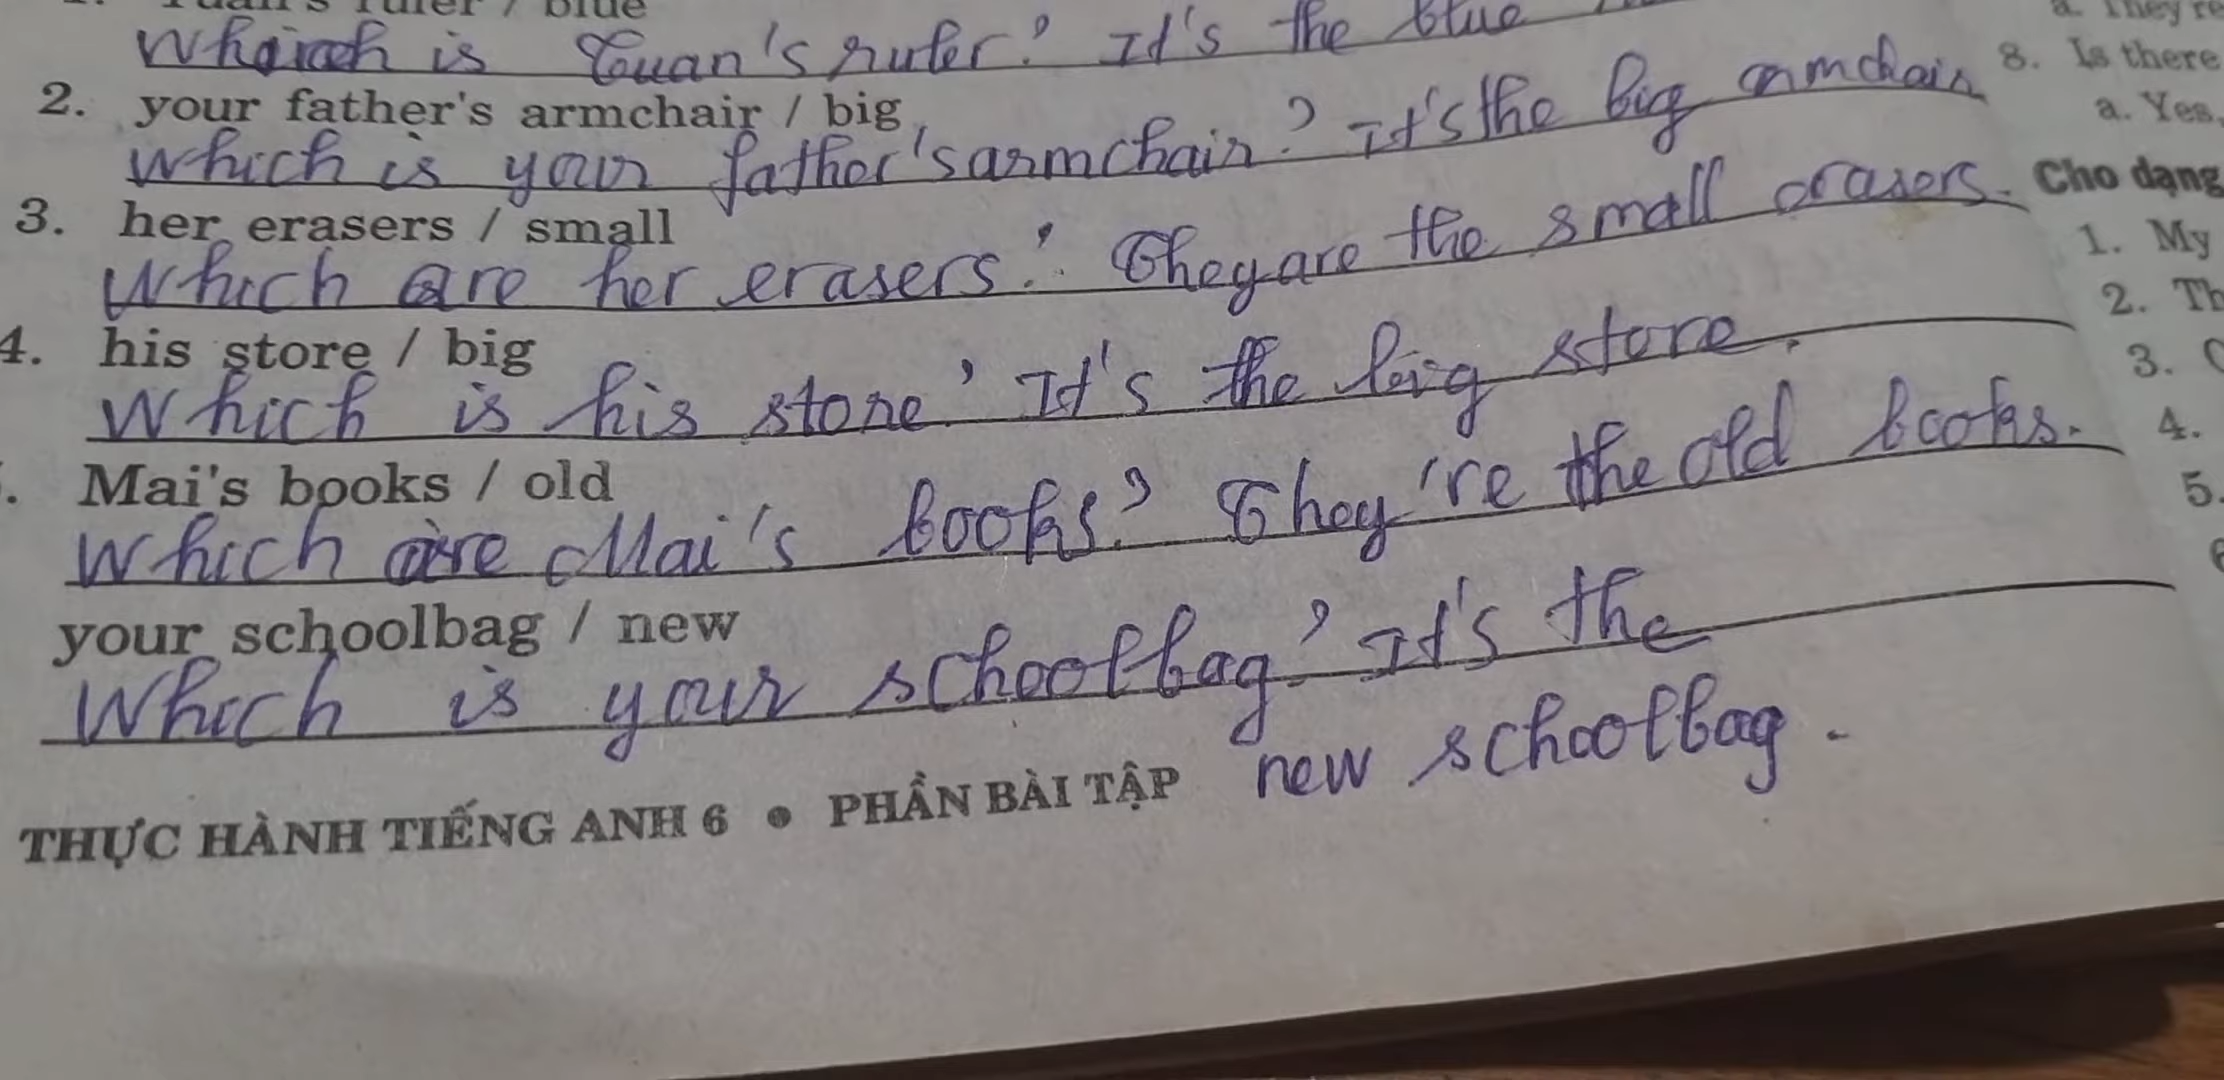 Tuan's ruler / blue
Which is Tuan's ruler? It's the blue
2. your father's armchair / big
Which is your father's armchair? It's the big armchair
3. her erasers / small
Which are her erasers? They are the small erasers.
4. his store / big
Which is his store? It's the big store.
. Mai's books / old
Which are Mai's books? They're the old books.
your schoolbag / new
Which is your schoolbag? It's the
new schoolbag.
THỰC HÀNH TIẾNG ANH 6 • PHẦN BÀI TẬP
a. They're
8. Is there
a. Yes,
Cho dạng
1. My
2. Th
3.
4.
5.